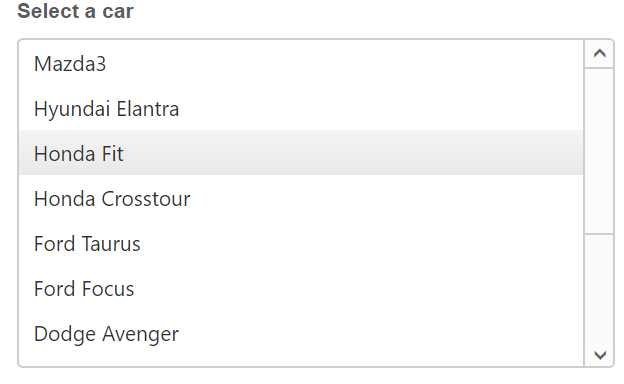 Select a car
Mazda3
Hyundai Elantra
Honda Fit
Honda Crosstour
Ford Taurus
Ford Focus
Dodge Avenger